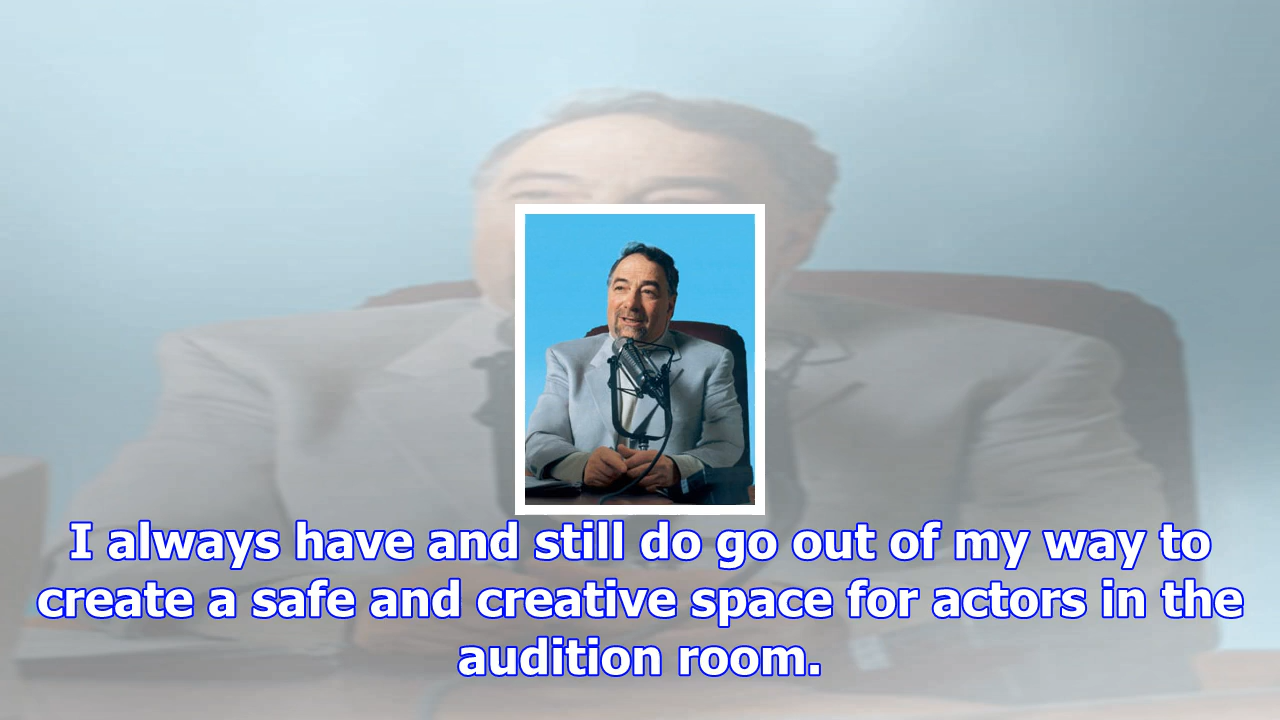 I always have and still do go out of my way to
create a safe and creative space for actors in the
audition room.